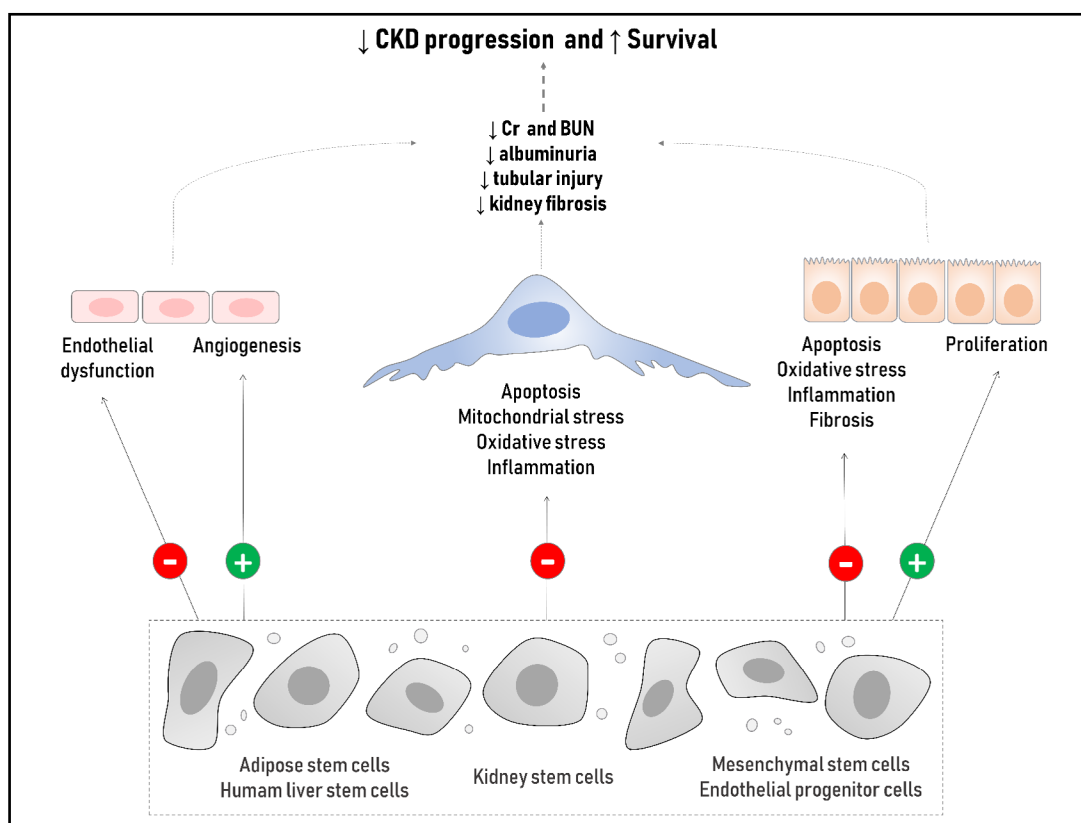 ↓ CKD progression and ↑ Survival
↓ Cr and BUN
↓ albuminuria
↓ tubular injury
↓ kidney fibrosis
Endothelial
dysfunction
Angiogenesis
Apoptosis
Mitochondrial stress
Oxidative stress
Inflammation
Apoptosis
Oxidative stress
Inflammation
Fibrosis
Proliferation
-
+
-
-
+
Adipose stem cells
Humam liver stem cells
Kidney stem cells
Mesenchymal stem cells
Endothelial progenitor cells